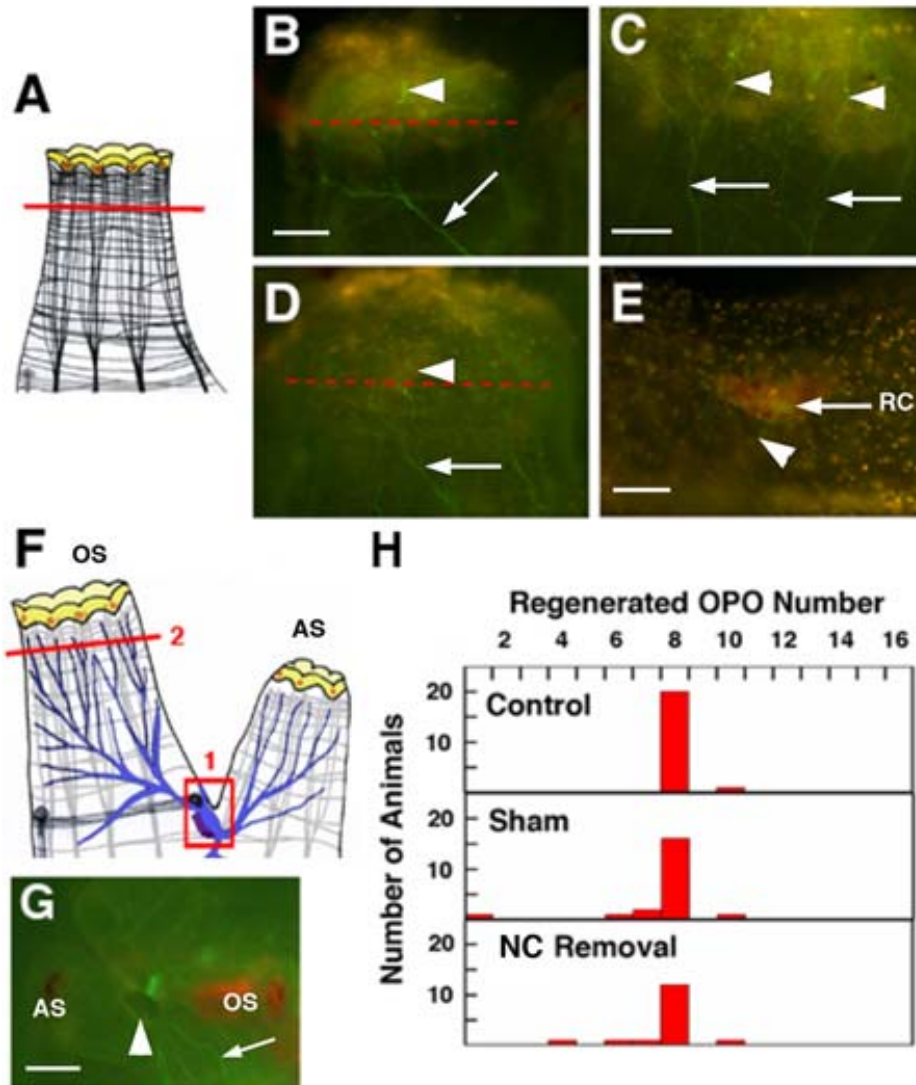 A
B
C
D
E
RC
F
OS
AS
2
1
G
AS
OS
H
Regenerated OPO Number
2 4 6 8 10 12 14 16
Number of Animals
20
10
Control
20
10
Sham
20
10
NC Removal